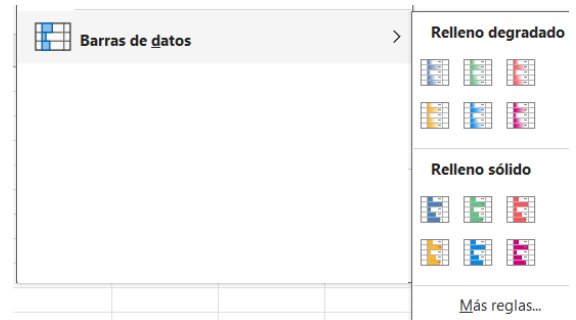 Barras de datos
Relleno degradado
Relleno sólido
Más reglas...